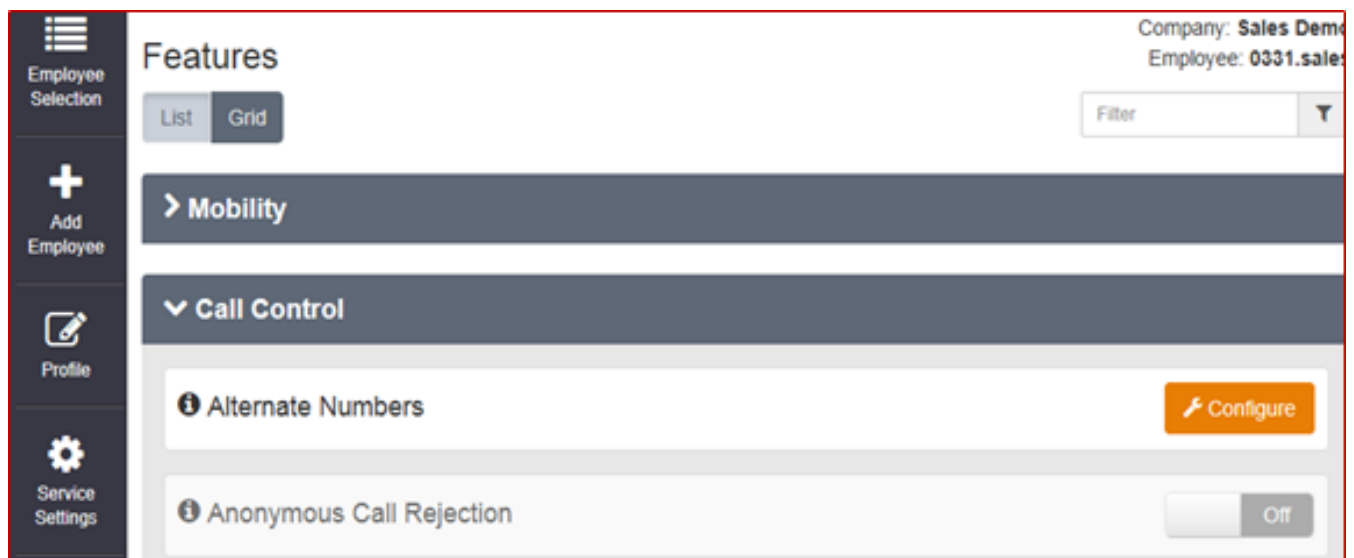 Employee
Selection
Add
Employee
Profile
Service
Settings
Features
Company: Sales Demo
Employee: 0331.sales
List
Grid
Filter
Mobility
Call Control
Alternate Numbers
Configure
Anonymous Call Rejection
Off